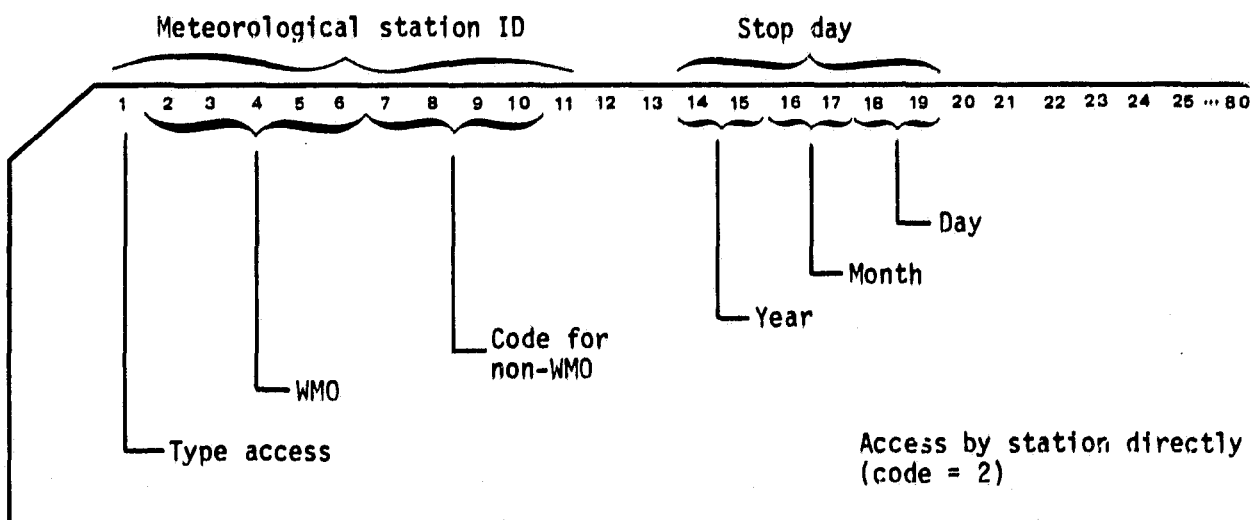 Meteorological station ID Stop day
1 2 3 4 5 6 7 8 9 10 11 12 13 14 15 16 17 18 19 20 21 22 23 24 25 ... 80
Day
Month
Year
Code for
non-WMO
WMO
Type access
Access by station directly
(code = 2)